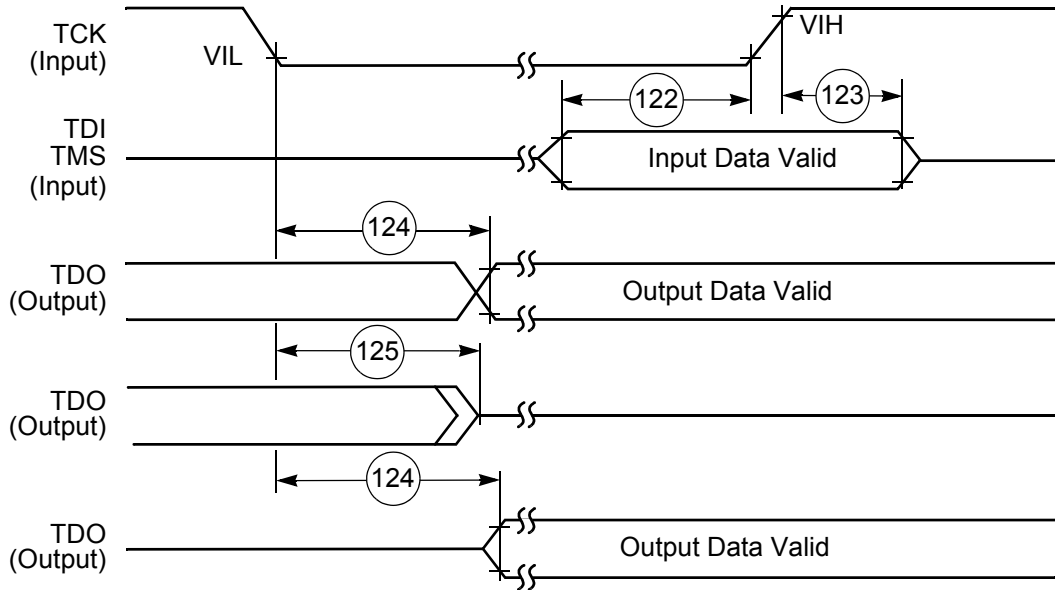 TCK
(Input)
VIL
VIH
122
123
TDI
TMS
(Input)
Input Data Valid
124
TDO
(Output)
Output Data Valid
125
TDO
(Output)
124
TDO
(Output)
Output Data Valid